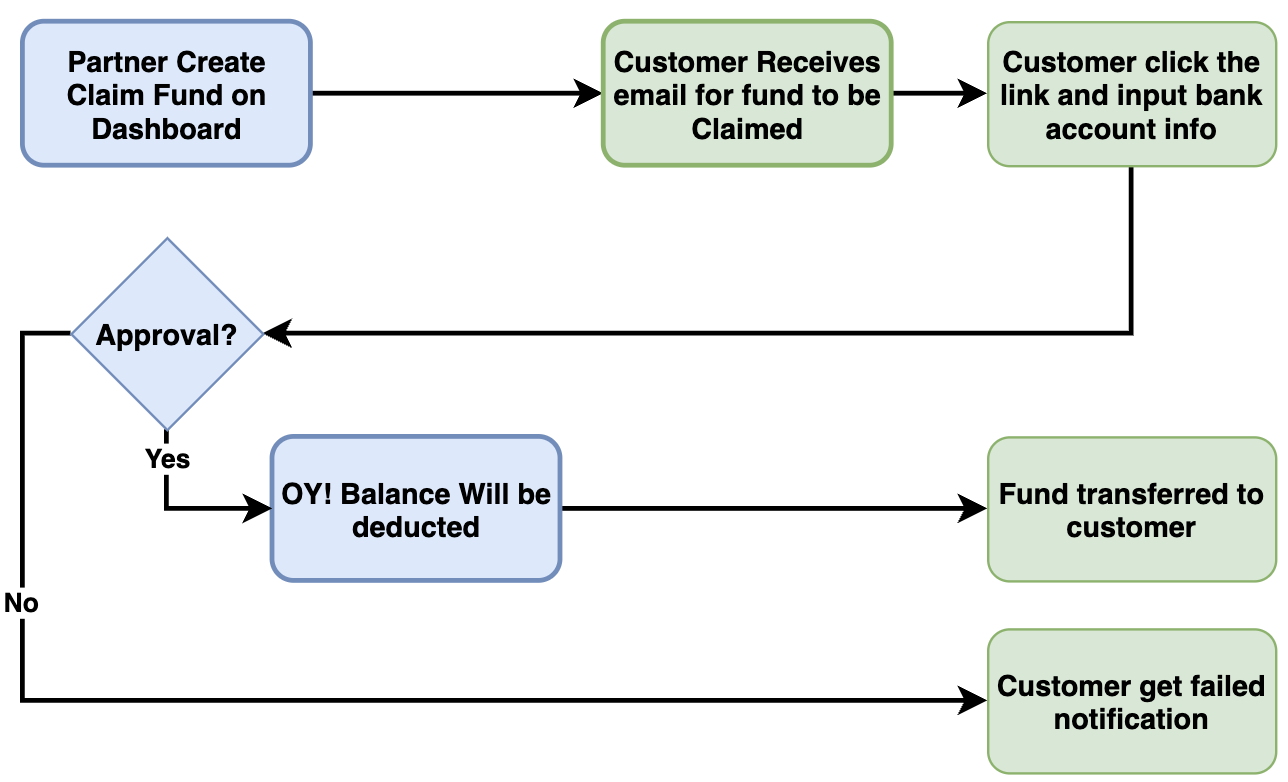 Partner Create
Claim Fund on
Dashboard
Customer Receives
email for fund to be
Claimed
Customer click the
link and input bank
account info
Approval?
Yes
OY! Balance Will be
deducted
Fund transferred to
customer
No
Customer get failed
notification